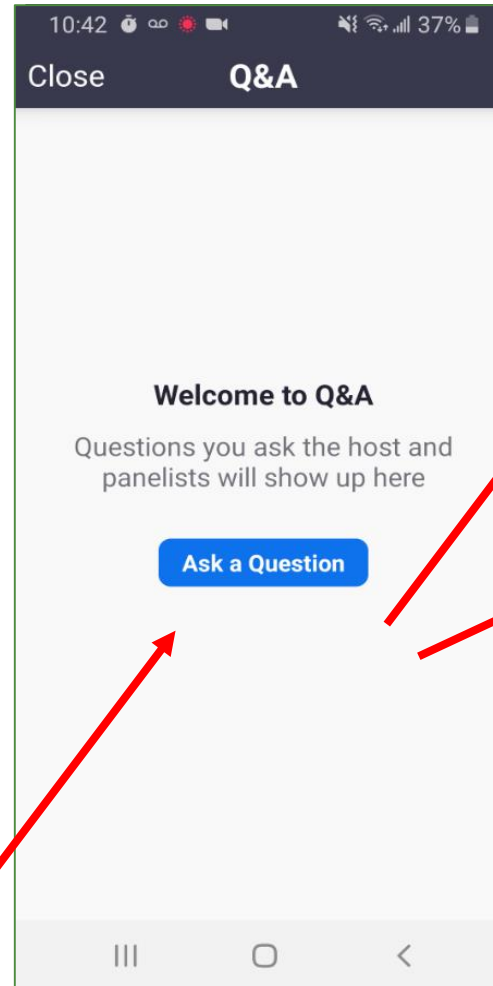 10:42 37%
Close Q&A
Welcome to Q&A
Questions you ask the host and
panelists will show up here
Ask a Question